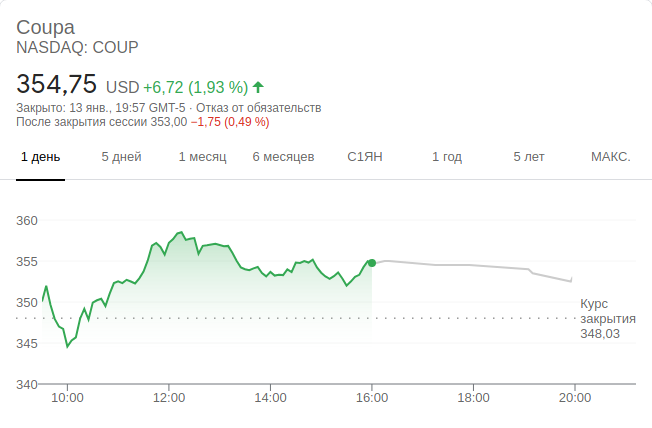 Coupa
NASDAQ: COUP
354,75 USD +6,72 (1,93 %)
Закрыто: 13 янв., 19:57 GMT-5 · Отказ от обязательств
После закрытия сессии 353,00 −1,75 (0,49 %)
1 день 5 дней 1 месяц 6 месяцев С1ЯН 1 год 5 лет МАКС.
360
355
350
Курс
закрытия
348,03
345
340
10:00 12:00 14:00 16:00 18:00 20:00